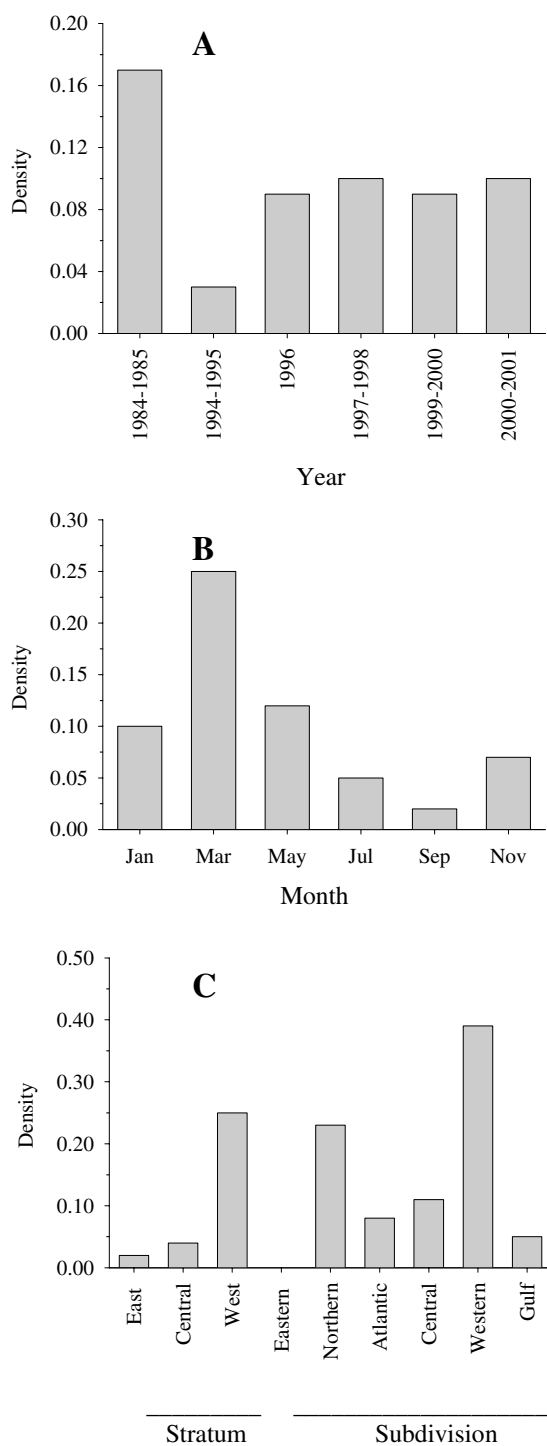 A
Density
0.20
0.16
0.12
0.08
0.04
0.00
1984-1985
1994-1995
1996
1997-1998
1999-2000
2000-2001
Year
B
Density
0.30
0.25
0.20
0.15
0.10
0.05
0.00
Jan Mar May Jul Sep Nov
Month
C
Density
0.50
0.40
0.30
0.20
0.10
0.00
East
Central
West
Eastern
Northern
Atlantic
Central
Western
Gulf
Stratum Subdivision